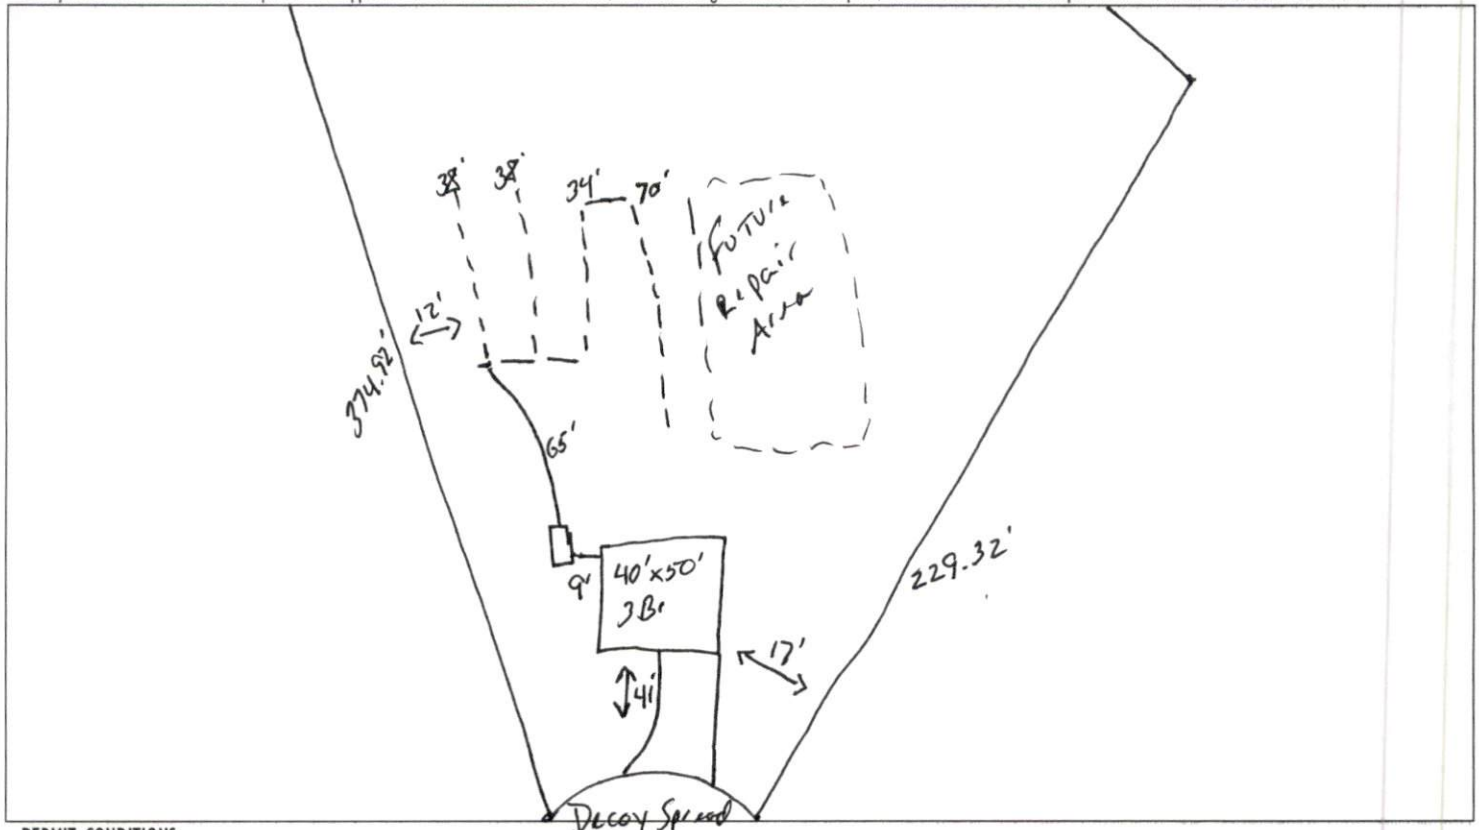 38' 38' 34' 70'
Future
Repair
Area
12'
374.92'
65'
229.32'
9'
40'x50'
3Br
17'
41'
Decoy Spread